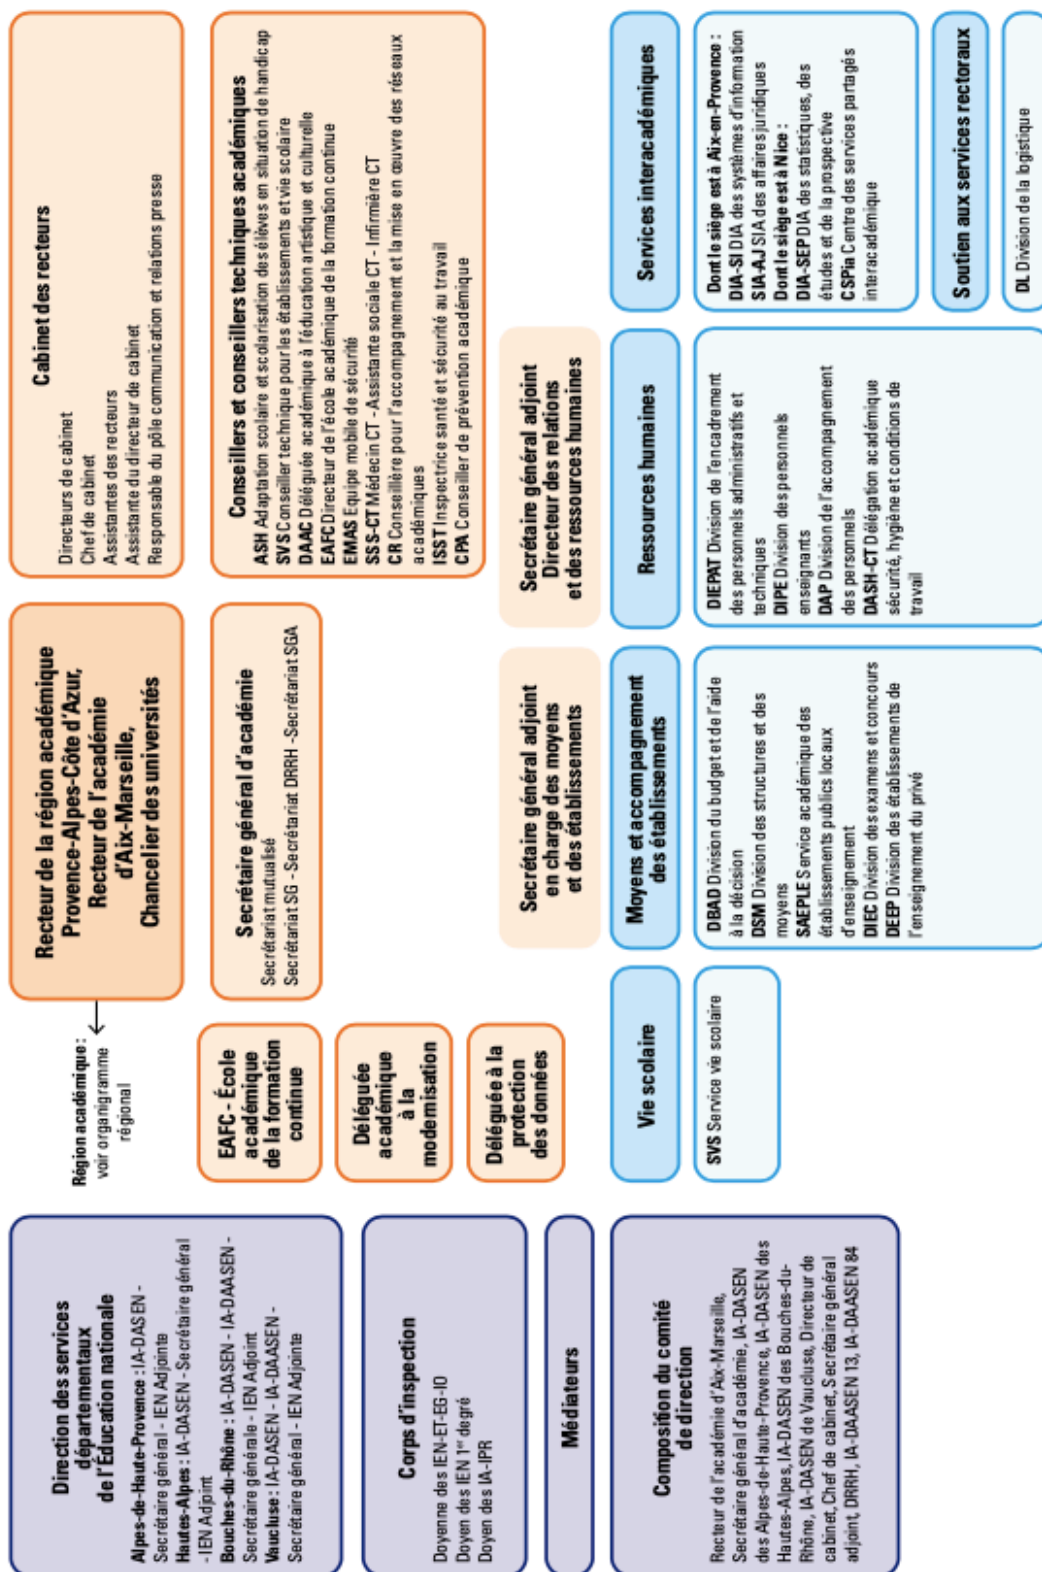 Direction des services
départementaux
de l'Éducation nationale
Alpes-de-Haute-Provence : IA-DASEN -
Secrétaire général - IEN Adjointe
Hautes-Alpes : IA-DASEN - Secrétaire général
- IEN Adjoint
Bouches-du-Rhône : IA-DASEN - IA-DAASEN -
Secrétaire générale - IEN Adjoint
Vaucluse : IA-DASEN - IA-DAASEN -
Secrétaire général - IEN Adjointe
Corps d'inspection
Doyenne des IEN-ET-EG-IO
Doyen des IEN 1er degré
Doyen des IA-IPR
Médiateurs
Composition du comité
de direction
Recteur de l'académie d'Aix-Marseille,
Secrétaire général d'académie, IA-DASEN
des Alpes-de-Haute-Provence, IA-DASEN des
Hautes-Alpes, IA-DASEN des Bouches-du-
Rhône, IA-DASEN de Vaucluse, Directeur de
cabinet, Chef de cabinet, Secrétaire général
adjoint, DRRH, IA-DAASEN 13, IA-DAASEN 84
Région académique :
voir organigramme
régional
Recteur de la région académique
Provence-Alpes-Côte d'Azur,
Recteur de l'académie
d'Aix-Marseille,
Chancelier des universités
Cabinet des recteurs
Directeurs de cabinet
Chef de cabinet
Assistantes des recteurs
Assistante du directeur de cabinet
Responsable du pôle communication et relations presse
EAFC - École
académique
de la formation
continue
Déléguée
académique
à la
modernisation
Déléguée à la
protection
des données
Secrétaire général d'académie
Secrétariat mutualisé
Secrétariat SG - Secrétariat DRRH - Secrétariat SGA
Conseillers et conseillers techniques académiques
ASH Adaptation scolaire et scolarisation des élèves en situation de handicap
SVS Conseiller technique pour les établissements et vie scolaire
DAAC Déléguée académique à l'éducation artistique et culturelle
EAFC Directeur de l'école académique de la formation continue
EMAS Equipe mobile de sécurité
SSS-CT Médecin CT - Assistante sociale CT - Infirmière CT
CR Conseillère pour l'accompagnement et la mise en œuvre des réseaux
académiques
ISST Inspectrice santé et sécurité au travail
CPA Conseiller de prévention académique
Secrétaire général adjoint
en charge des moyens
et des établissements
Secrétaire général adjoint
Directeur des relations
et des ressources humaines
Vie scolaire
SVS Service vie scolaire
Moyens et accompagnement
des établissements
DBAD Division du budget et de l'aide
à la décision
DSM Division des structures et des
moyens
SAEPLE Service académique des
établissements publics locaux
d'enseignement
DIEC Division des examens et concours
DEEP Division des établissements de
l'enseignement du privé
Ressources humaines
DIEPAT Division de l'encadrement
des personnels administratifs et
techniques
DIPE Division des personnels
enseignants
DAP Division de l'accompagnement
des personnels
DASH-CT Délégation académique
sécurité, hygiène et conditions de
travail
Services interacadémiques
Dont le siège est à Aix-en-Provence :
DIA-SI DIA des systèmes d'information
SIA-AJ SIA des affaires juridiques
Dont le siège est à Nice :
DIA-SEP DIA des statistiques, des
études et de la prospective
CSPia Centre des services partagés
interacadémique
Soutien aux services rectoraux
DL Division de la logistique